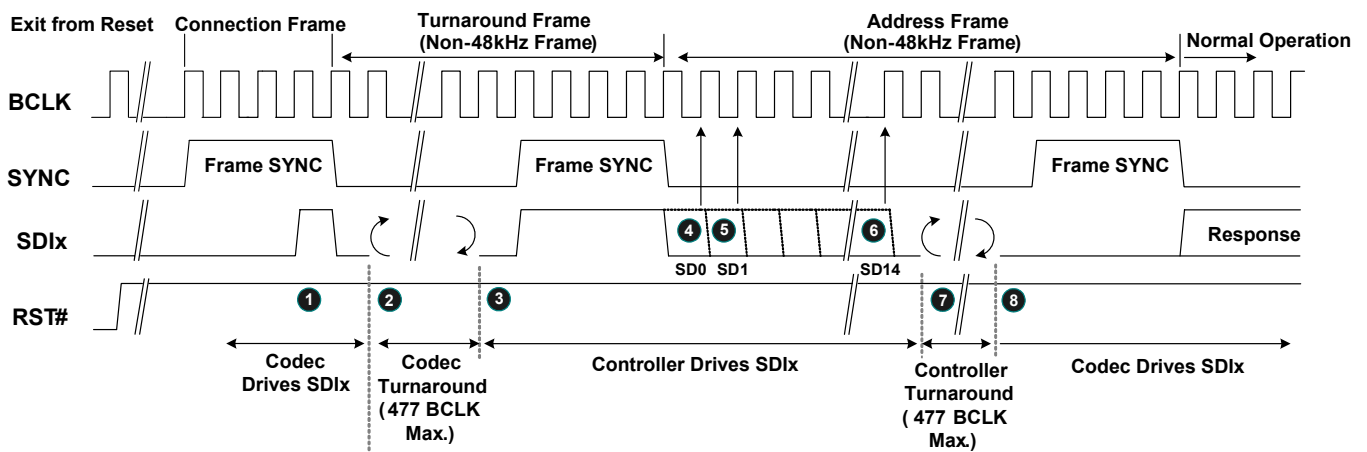 Exit from Reset
Connection Frame
Turnaround Frame
(Non-48kHz Frame)
Address Frame
(Non-48kHz Frame)
Normal Operation
BCLK
SYNC
Frame SYNC
Frame SYNC
Frame SYNC
SDIx
4
5
6
Response
SD0
SD1
SD14
RST#
1
2
3
7
8
Codec
Drives SDIx
Codec
Turnaround
(477 BCLK
Max.)
Controller Drives SDIx
Controller
Turnaround
( 477 BCLK
Max.)
Codec Drives SDIx